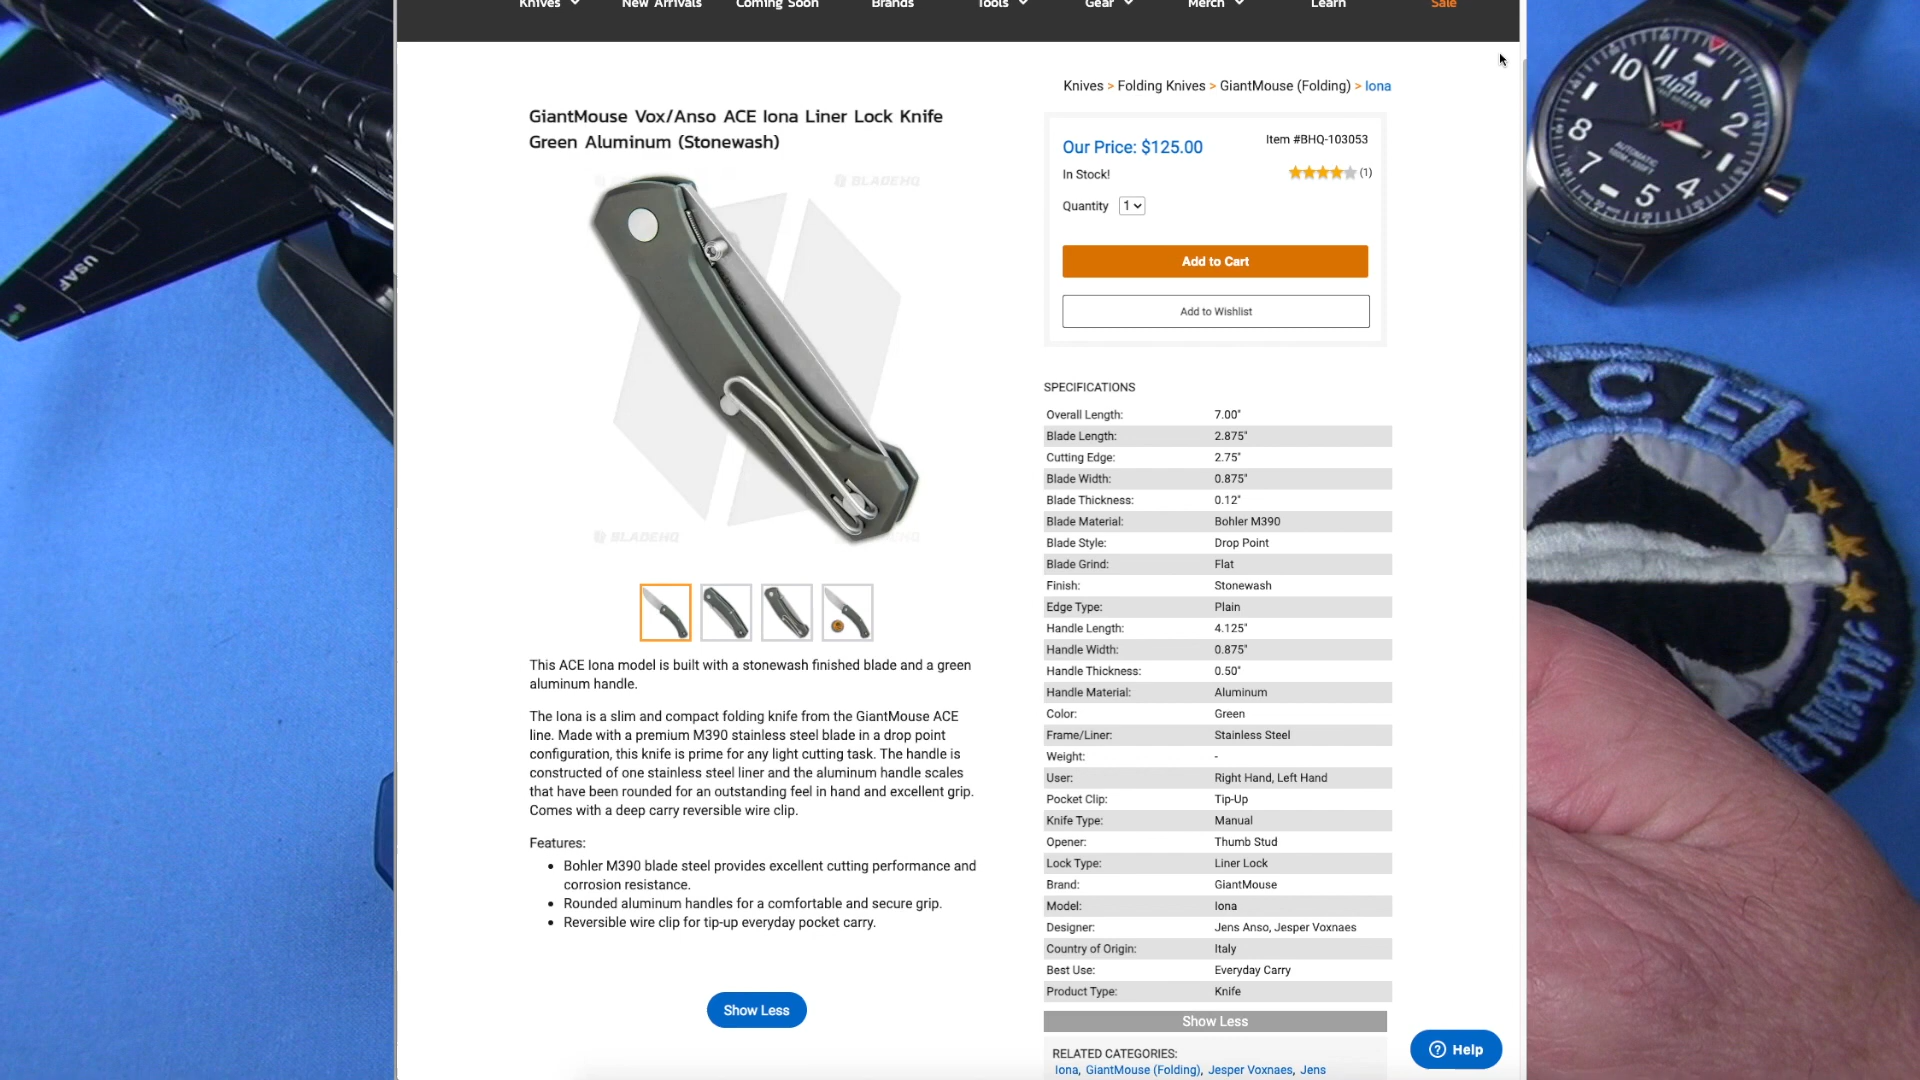 Knives
New Arrivals
Coming Soon
Brands
Tools
Gear
Merch
Learn
Sale
Knives > Folding Knives > GiantMouse (Folding) > Iona
GiantMouse Vox/Anso ACE Iona Liner Lock Knife
Green Aluminum (Stonewash)
Our Price: $125.00
Item #BHQ-103053
In Stock!
(1)
Quantity 1
Add to Cart
Add to Wishlist
BLADEHQ
BLADEHQ
SPECIFICATIONS
Overall Length: 7.00"
Blade Length: 2.875"
Cutting Edge: 2.75"
Blade Width: 0.875"
Blade Thickness: 0.12"
Blade Material: Bohler M390
Blade Style: Drop Point
Blade Grind: Flat
Finish: Stonewash
Edge Type: Plain
Handle Length: 4.125"
Handle Width: 0.875"
Handle Thickness: 0.50"
Handle Material: Aluminum
Color: Green
Frame/Liner: Stainless Steel
Weight: -
User: Right Hand, Left Hand
Pocket Clip: Tip-Up
Knife Type: Manual
Opener: Thumb Stud
Lock Type: Liner Lock
Brand: GiantMouse
Model: Iona
Designer: Jens Anso, Jesper Voxnaes
Country of Origin: Italy
Best Use: Everyday Carry
Product Type: Knife
Show Less
RELATED CATEGORIES:
Iona, GiantMouse (Folding), Jesper Voxnaes, Jens
This ACE Iona model is built with a stonewash finished blade and a green
aluminum handle.
The Iona is a slim and compact folding knife from the GiantMouse ACE
line. Made with a premium M390 stainless steel blade in a drop point
configuration, this knife is prime for any light cutting task. The handle is
constructed of one stainless steel liner and the aluminum handle scales
that have been rounded for an outstanding feel in hand and excellent grip.
Comes with a deep carry reversible wire clip.
Features:
Bohler M390 blade steel provides excellent cutting performance and
corrosion resistance.
Rounded aluminum handles for a comfortable and secure grip.
Reversible wire clip for tip-up everyday pocket carry.
Show Less
Help
USAF
U.S. AIR FORCE
Alpina
AUTOMATIC
10
11
2
4
5
7
8